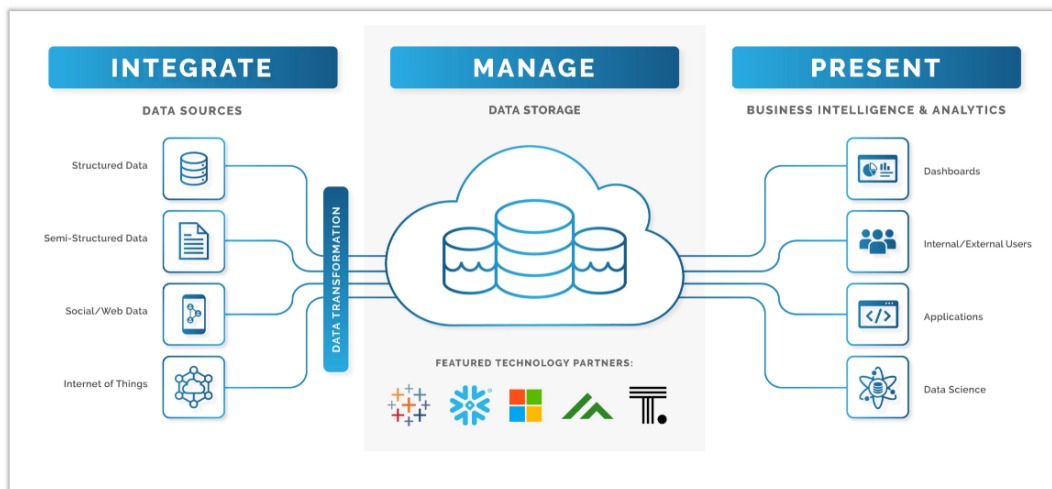 INTEGRATE
DATA SOURCES
Structured Data
Semi-Structured Data
Social/Web Data
Internet of Things
DATA TRANSFORMATION
MANAGE
DATA STORAGE
FEATURED TECHNOLOGY PARTNERS:
®
T.
PRESENT
BUSINESS INTELLIGENCE & ANALYTICS
Dashboards
Internal/External Users
</>
Applications
Data Science